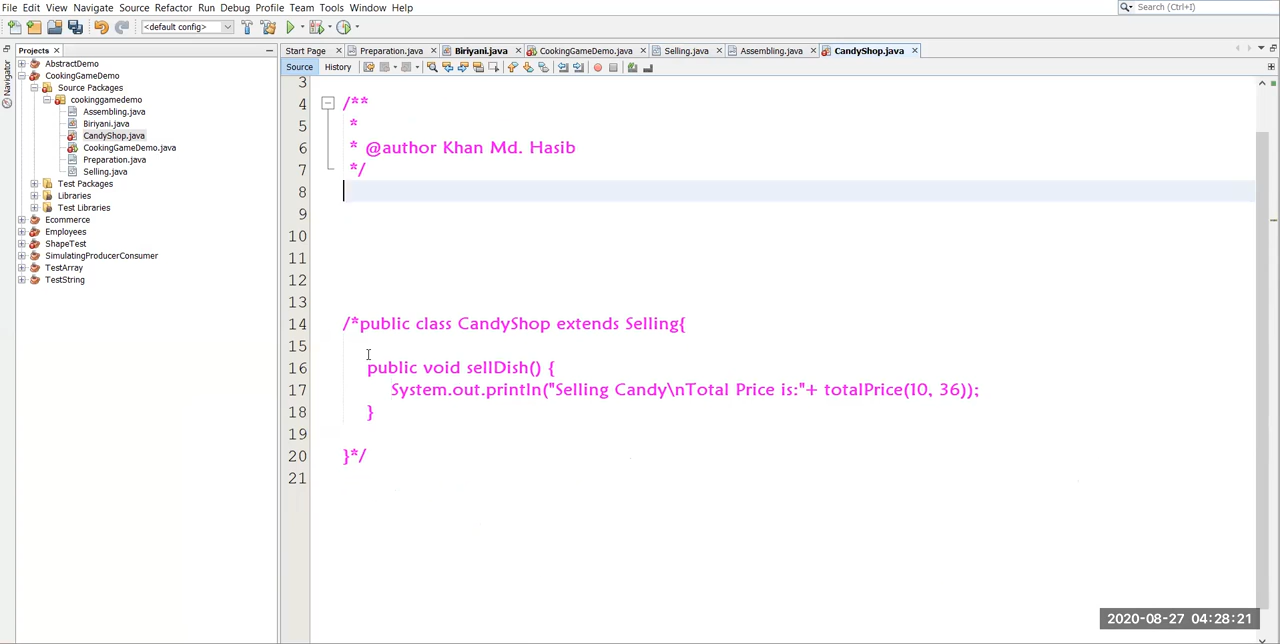 File Edit View Navigate Source Refactor Run Debug Profile Team Tools Window Help
Search (Ctrl+I)
<default config>
Projects
Start Page Preparation.java Biriyani.java CookingGameDemo.java Selling.java Assembling.java CandyShop.java
Source History
Navigator
AbstractDemo
CookingGameDemo
Source Packages
cookinggamedemo
Assembling.java
Biriyani.java
CandyShop.java
CookingGameDemo.java
Preparation.java
Selling.java
Test Packages
Libraries
Test Libraries
Ecommerce
Employees
ShapeTest
SimulatingProducerConsumer
TestArray
TestString
3
4 /**
5 *
6 * @author Khan Md. Hasib
7 */
8
9
10
11
12
13
14 /*public class CandyShop extends Selling{
15
16 public void sellDish() {
17 System.out.println("Selling Candy\nTotal Price is:"+ totalPrice(10, 36));
18 }
19
20 }*/
21
2020-08-27 04:28:21